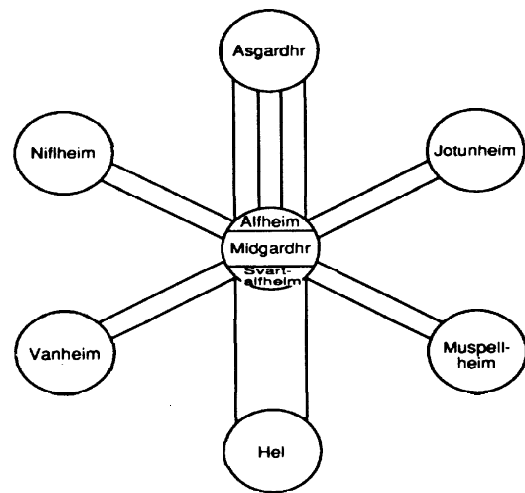 Asgardhr
Niflheim
Jotunheim
Alfheim
Midgardhr
Svart-
alfheim
Vanheim
Muspell-
heim
Hel